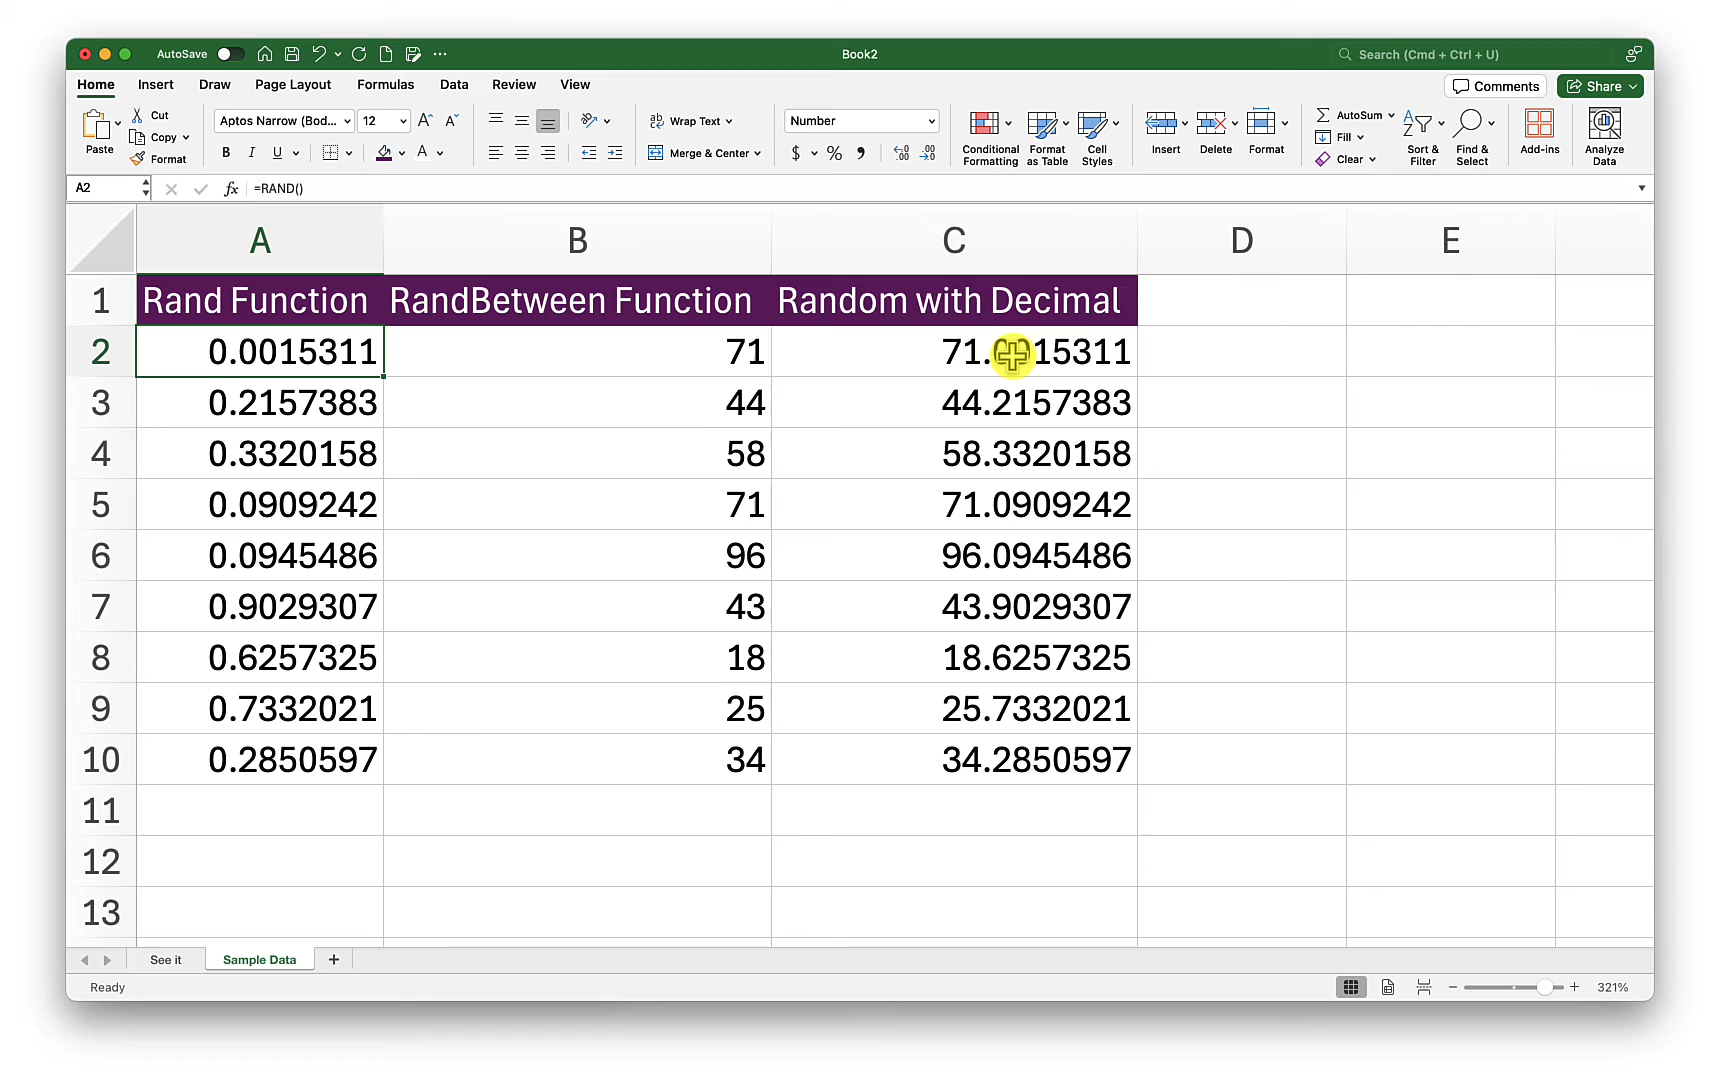 AutoSave Book2 Search (Cmd + Ctrl + U)
Home Insert Draw Page Layout Formulas Data Review View Comments Share
Paste Cut Copy Format
Aptos Narrow (Bod... 12
B I U
Wrap Text
Merge & Center
Number
$ %
Conditional Formatting
Format as Table
Cell Styles
Insert Delete Format
AutoSum
Fill
Clear
Sort & Filter
Find & Select
Add-ins
Analyze Data
A2 fx =RAND()
A B C D E
1 Rand Function RandBetween Function Random with Decimal
2 0.0015311 71 71.0015311
3 0.2157383 44 44.2157383
4 0.3320158 58 58.3320158
5 0.0909242 71 71.0909242
6 0.0945486 96 96.0945486
7 0.9029307 43 43.9029307
8 0.6257325 18 18.6257325
9 0.7332021 25 25.7332021
10 0.2850597 34 34.2850597
11
12
13
See it Sample Data +
Ready 321%